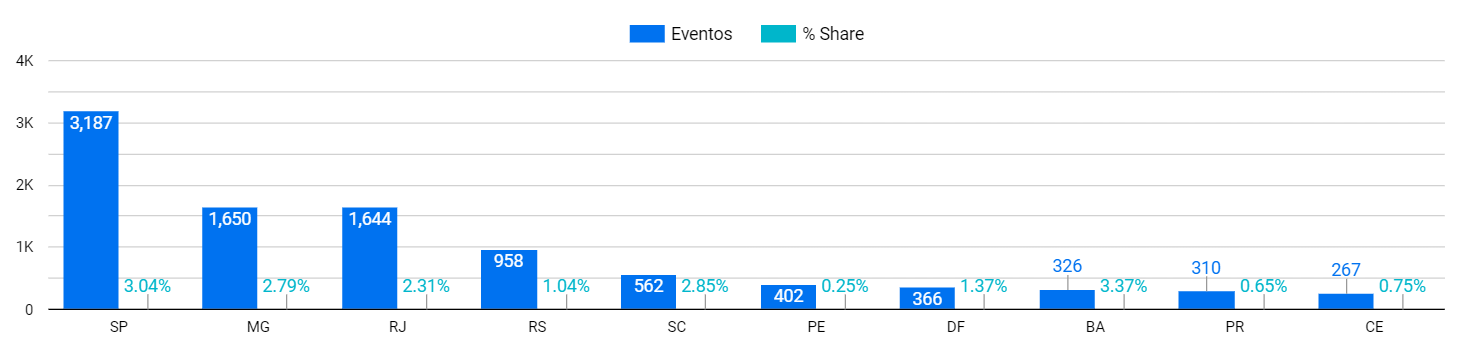 Eventos % Share
4K
3K
2K
1K
0
3,187 3.04%
1,650 2.79%
1,644 2.31%
958 1.04%
562 2.85%
402 0.25%
366 1.37%
326 3.37%
310 0.65%
267 0.75%
SP MG RJ RS SC PE DF BA PR CE